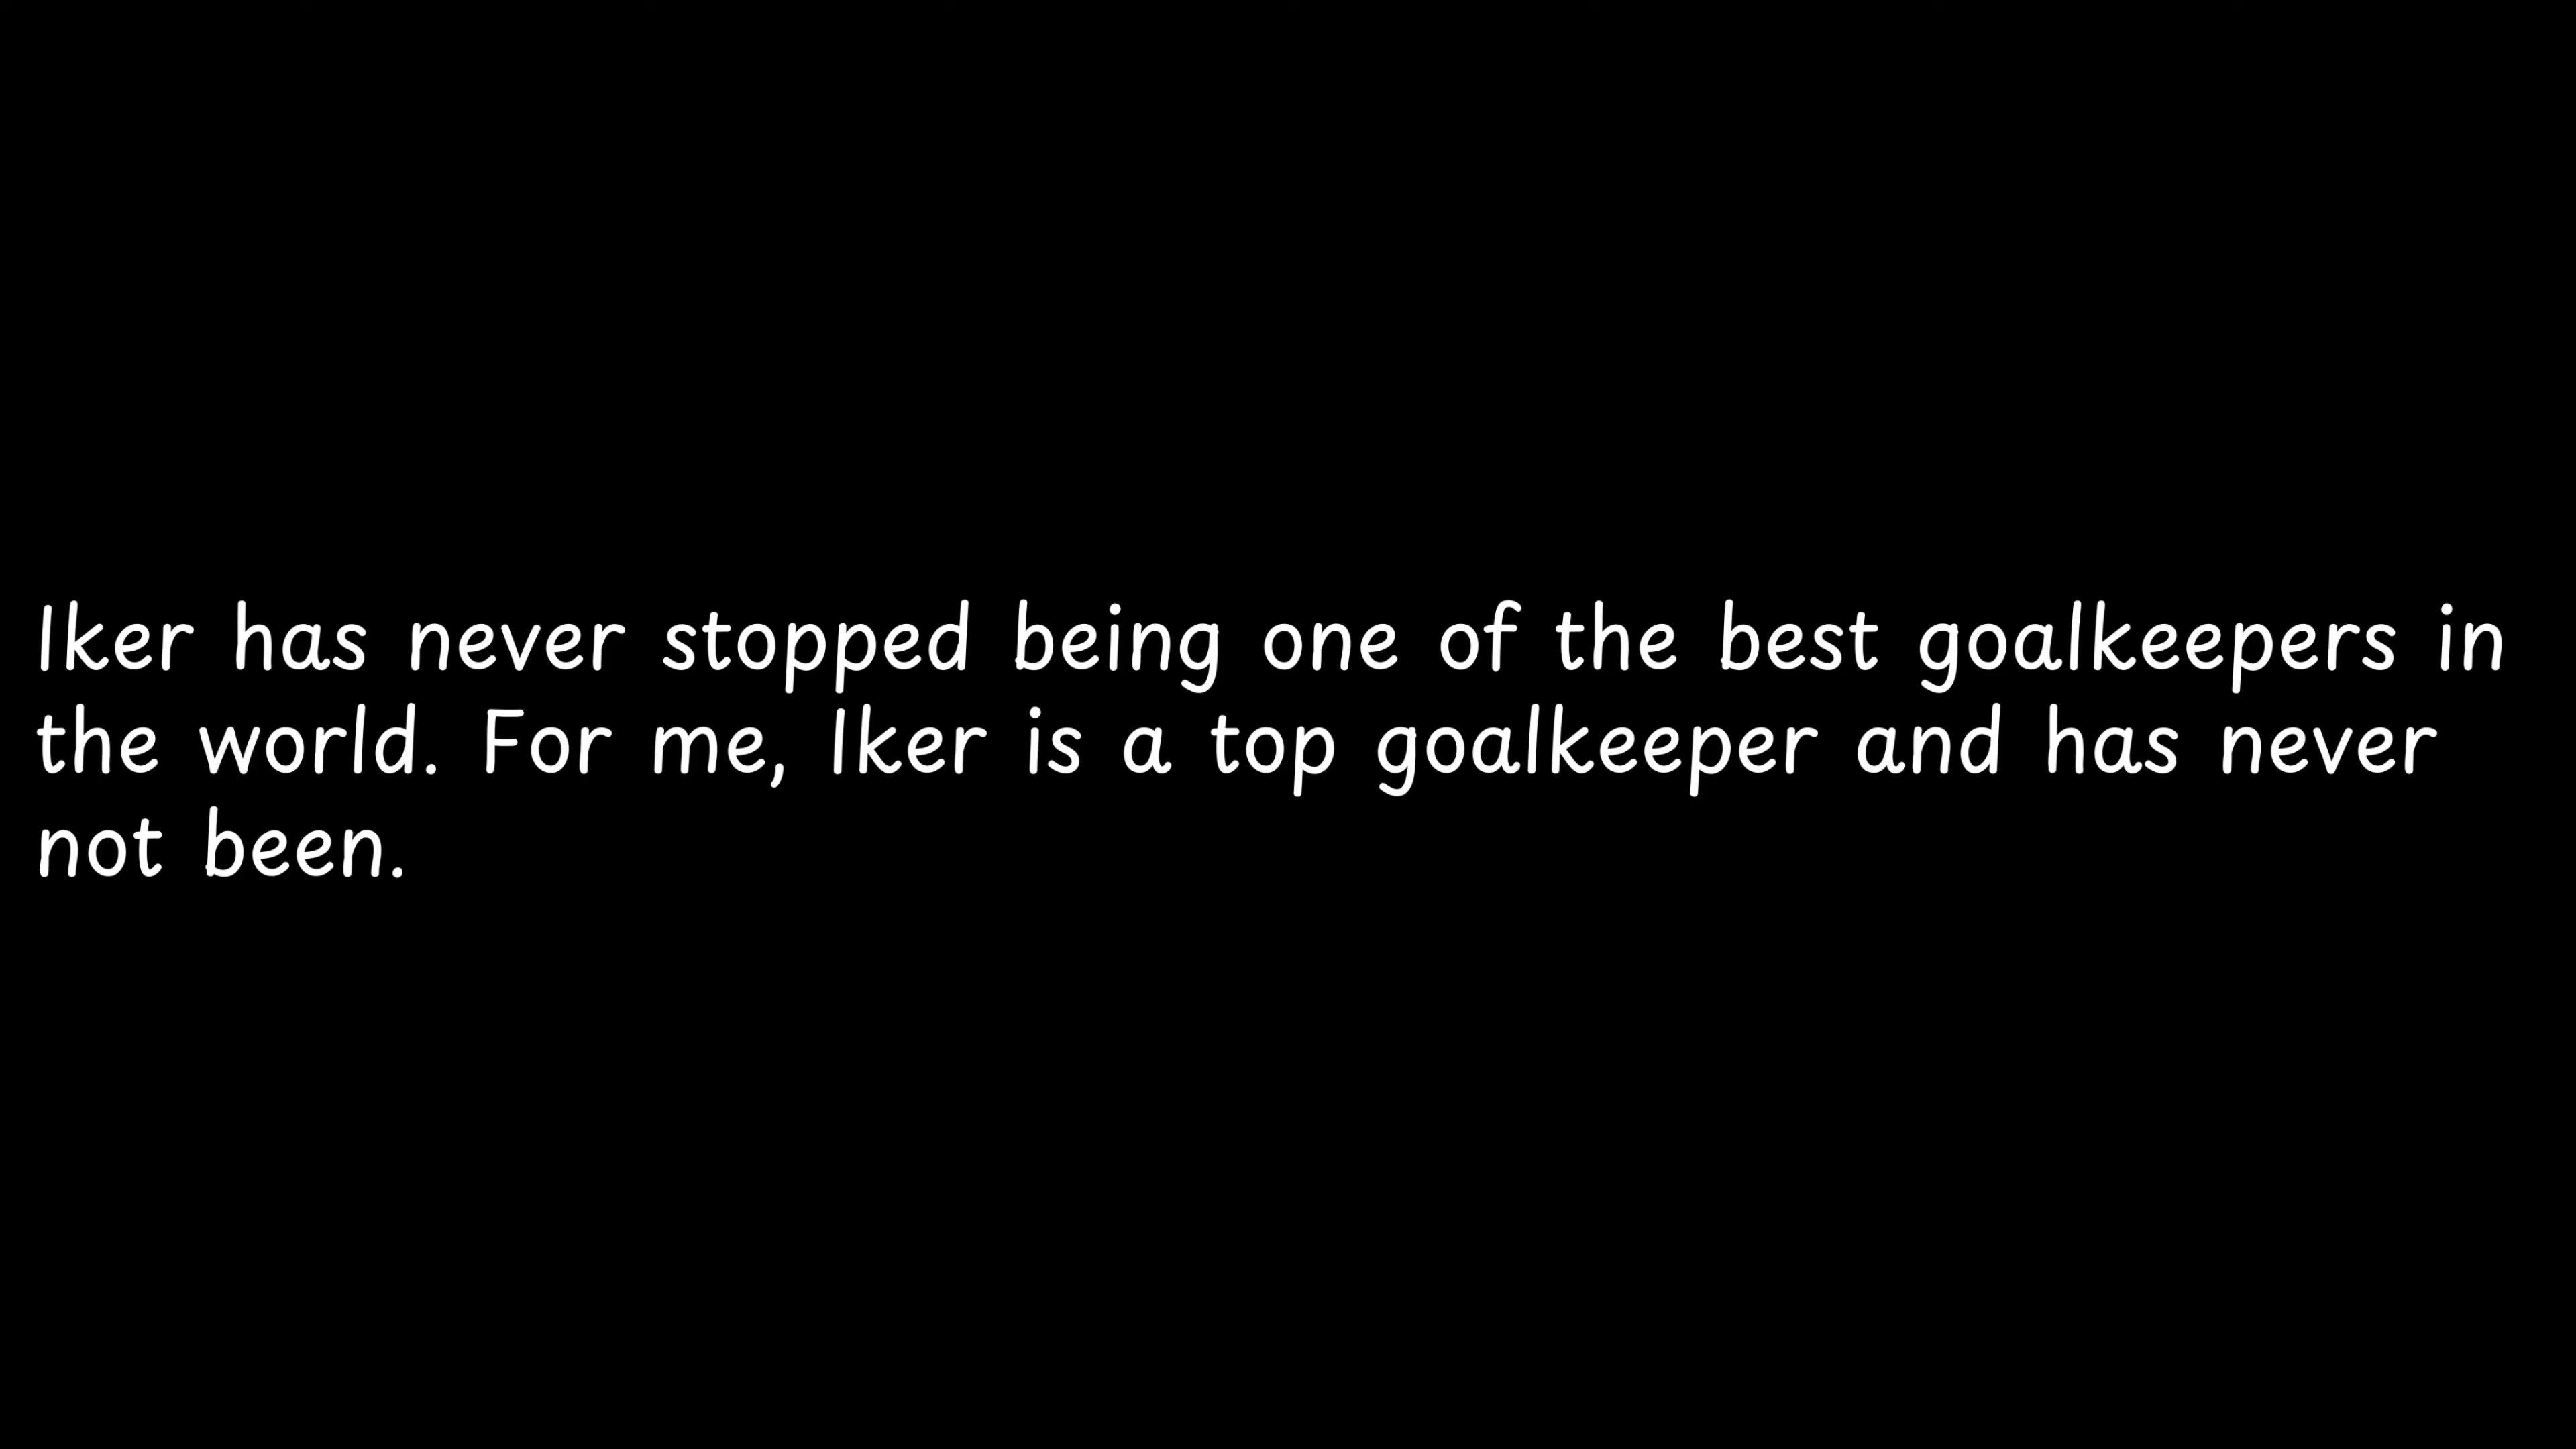 Iker has never stopped being one of the best goalkeepers in
the world. For me, Iker is a top goalkeeper and has never
not been.